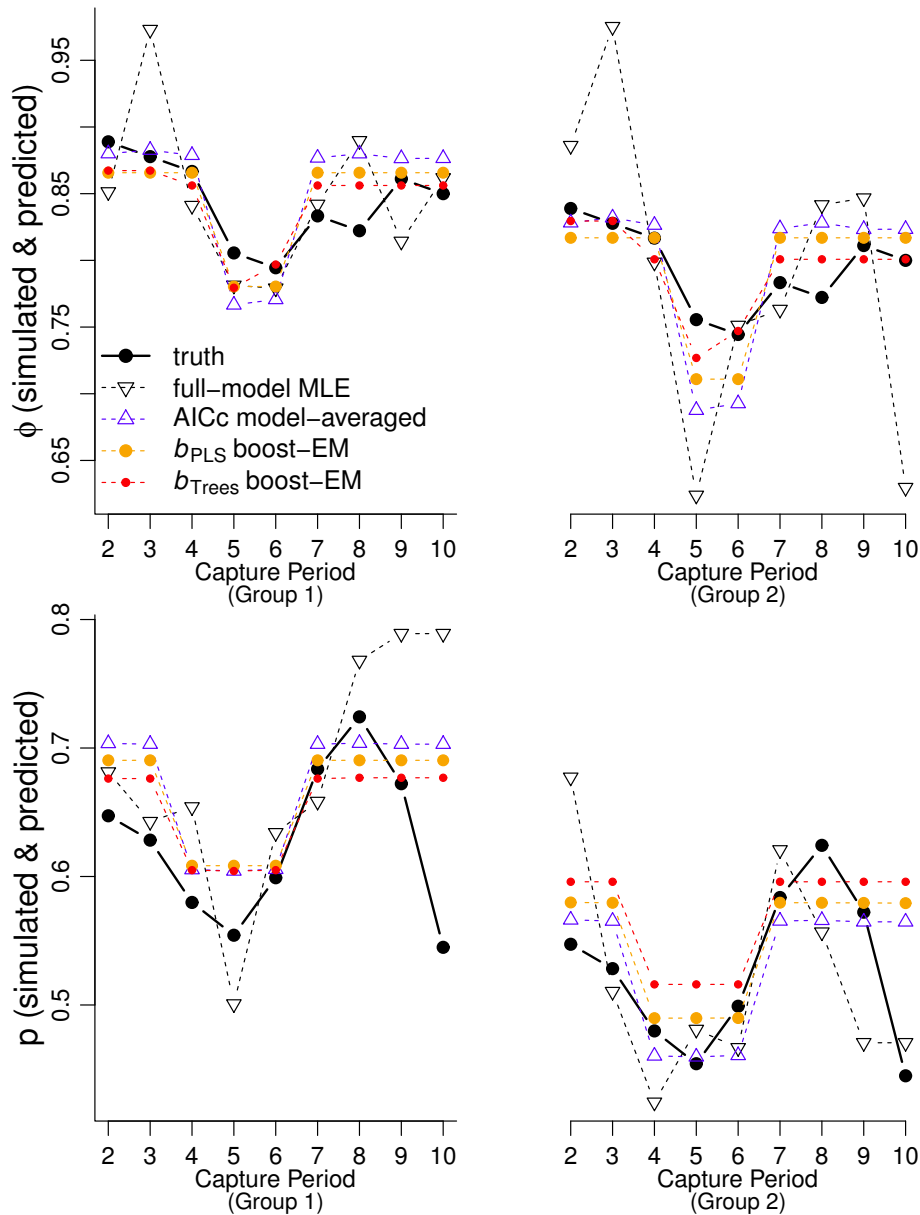 φ (simulated & predicted)
0.95
0.85
0.75
0.65
truth
full−model MLE
AICc model−averaged
bPLS boost−EM
bTrees boost−EM
2 3 4 5 6 7 8 9 10
Capture Period
(Group 1)
2 3 4 5 6 7 8 9 10
Capture Period
(Group 2)
p (simulated & predicted)
0.8
0.7
0.6
0.5
2 3 4 5 6 7 8 9 10
Capture Period
(Group 1)
2 3 4 5 6 7 8 9 10
Capture Period
(Group 2)